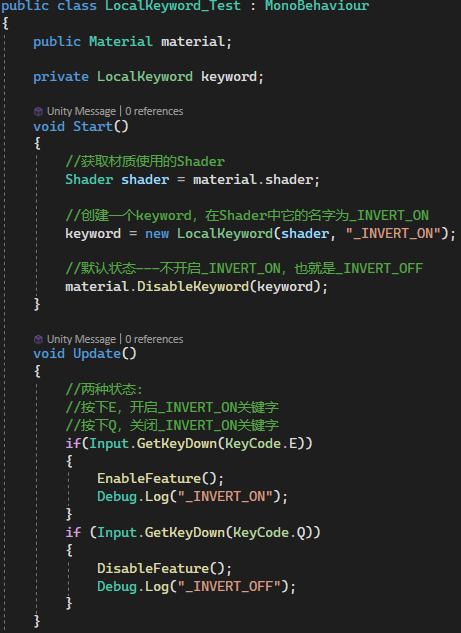 public class LocalKeyword_Test : MonoBehaviour
{
    public Material material;
    private LocalKeyword keyword;
    Unity Message | 0 references
    void Start()
    {
        //获取材质使用的Shader
        Shader shader = material.shader;
        //创建一个keyword，在Shader中它的名字为_INVERT_ON
        keyword = new LocalKeyword(shader, "_INVERT_ON");
        //默认状态---不开启_INVERT_ON，也就是_INVERT_OFF
        material.DisableKeyword(keyword);
    }
    Unity Message | 0 references
    void Update()
    {
        //两种状态：
        //按下E，开启_INVERT_ON关键字
        //按下Q，关闭_INVERT_ON关键字
        if(Input.GetKeyDown(KeyCode.E))
        {
            EnableFeature();
            Debug.Log("_INVERT_ON");
        }
        if (Input.GetKeyDown(KeyCode.Q))
        {
            DisableFeature();
            Debug.Log("_INVERT_OFF");
        }
    }